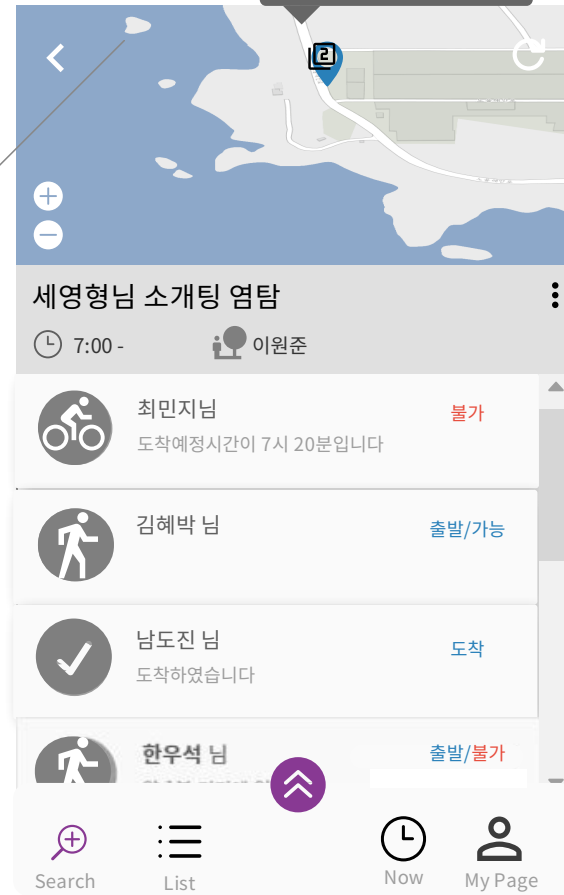 2
세영형님 소개팅 염탐
7:00 -
이원준
최민지님
불가
도착예정시간이 7시 20분입니다
김혜박 님
출발/가능
남도진 님
도착
도착하였습니다
한우석 님
출발/불가
Search
List
Now
My Page